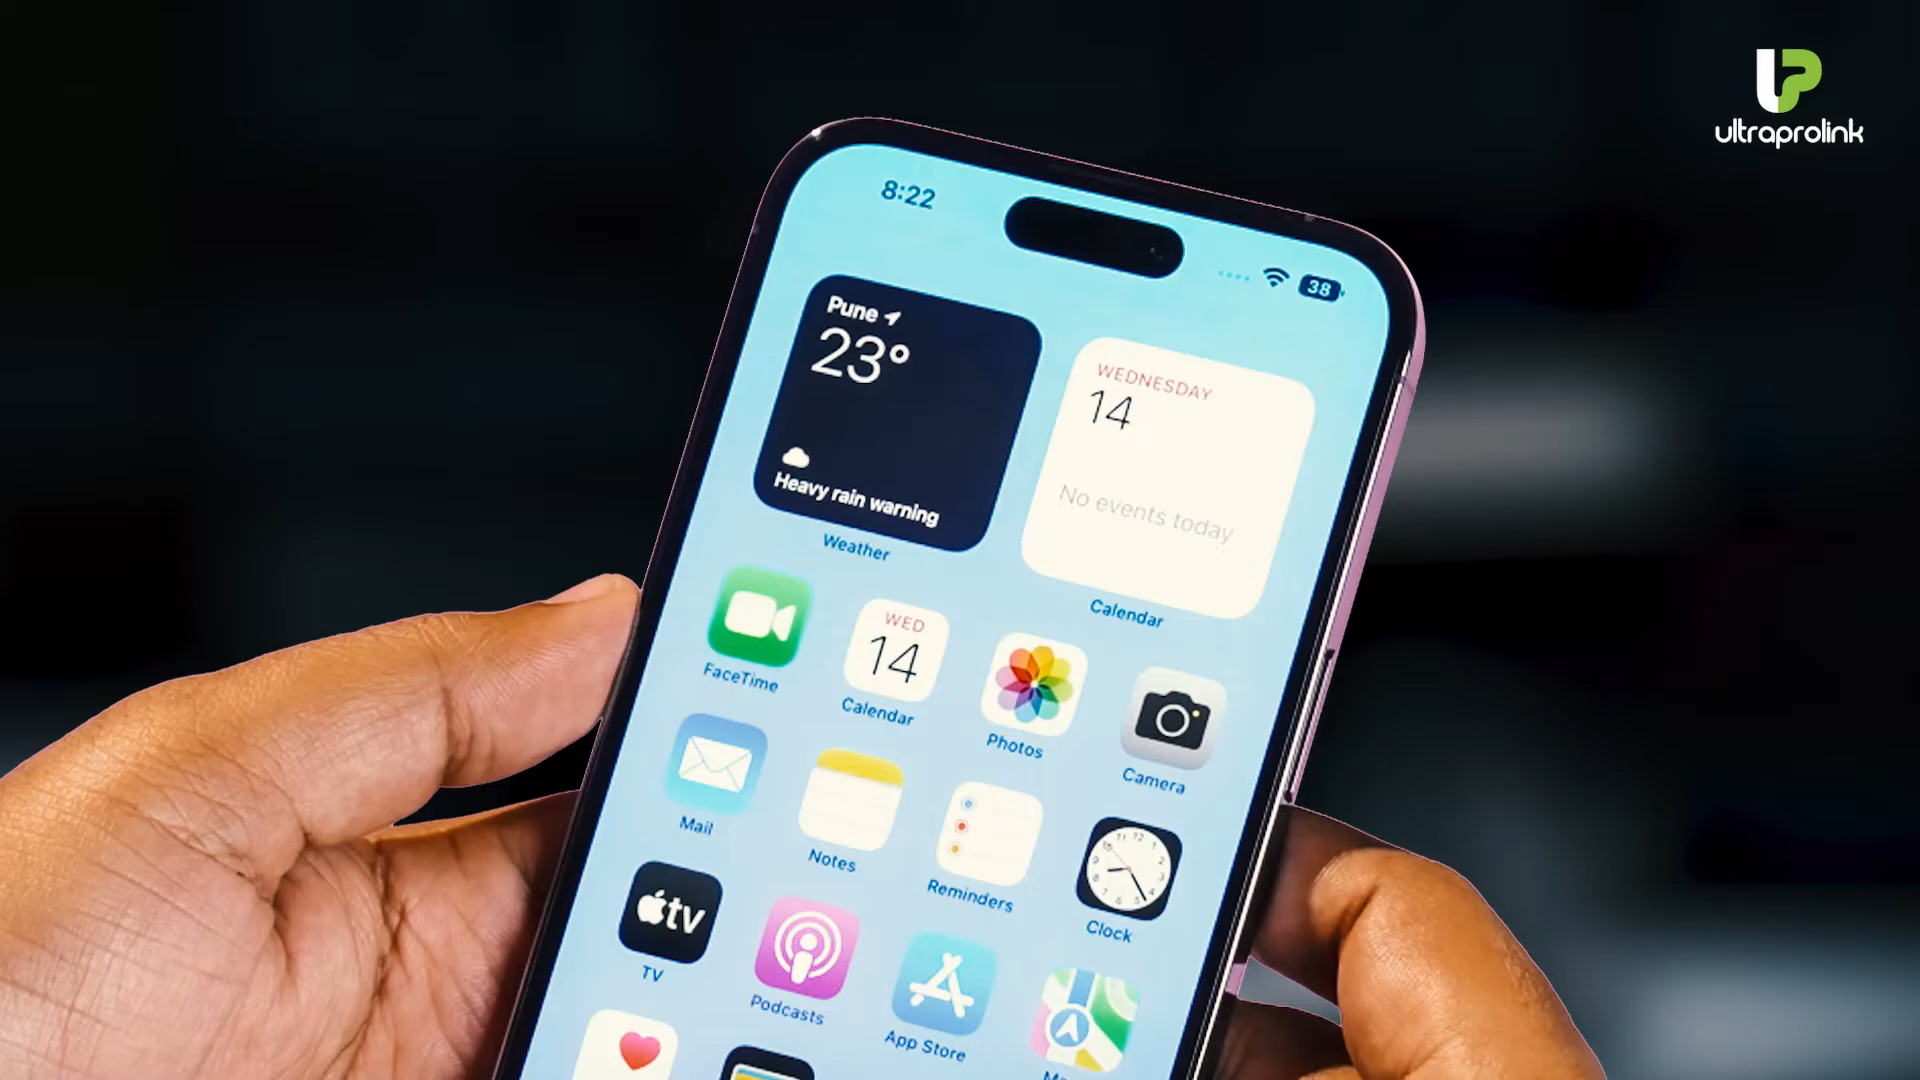 ultraprolink
8:22
38
Pune
23°
Heavy rain warning
Weather
WEDNESDAY
14
No events today
Calendar
FaceTime
WED
14
Calendar
Photos
Camera
Mail
Notes
Reminders
Clock
tv
TV
Podcasts
App Store